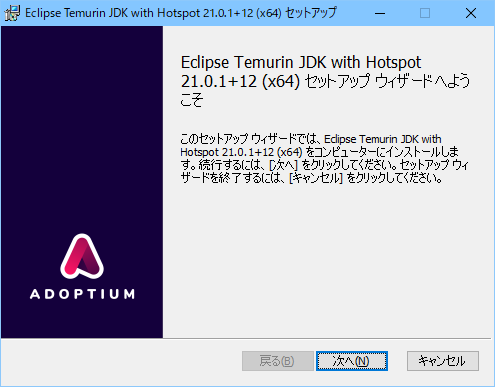 Eclipse Temurin JDK with Hotspot 21.0.1+12 (x64) セットアップ
Eclipse Temurin JDK with Hotspot
21.0.1+12 (x64) セットアップ ウィザードへよう
こそ
このセットアップ ウィザードでは、Eclipse Temurin JDK with
Hotspot 21.0.1+12 (x64) をコンピューターにインストールしま
す。続行するには、[次へ] をクリックしてください。セットアップ ウィ
ザードを終了するには、[キャンセル] をクリックしてください。
ADOPTIUM
戻る(B)
次へ(N)
キャンセル